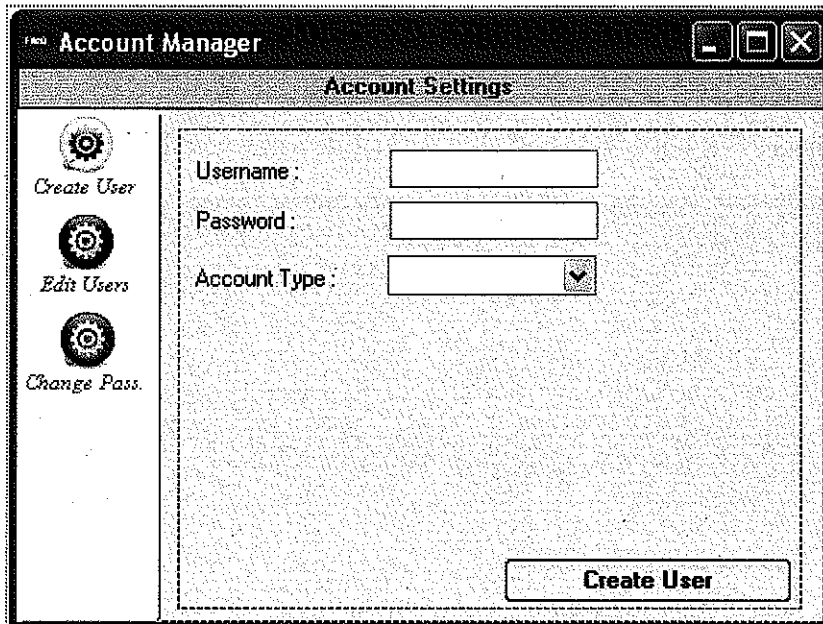 Account Manager
Account Settings
Create User
Edit Users
Change Pass.
Username :
Password :
Account Type :
Create User